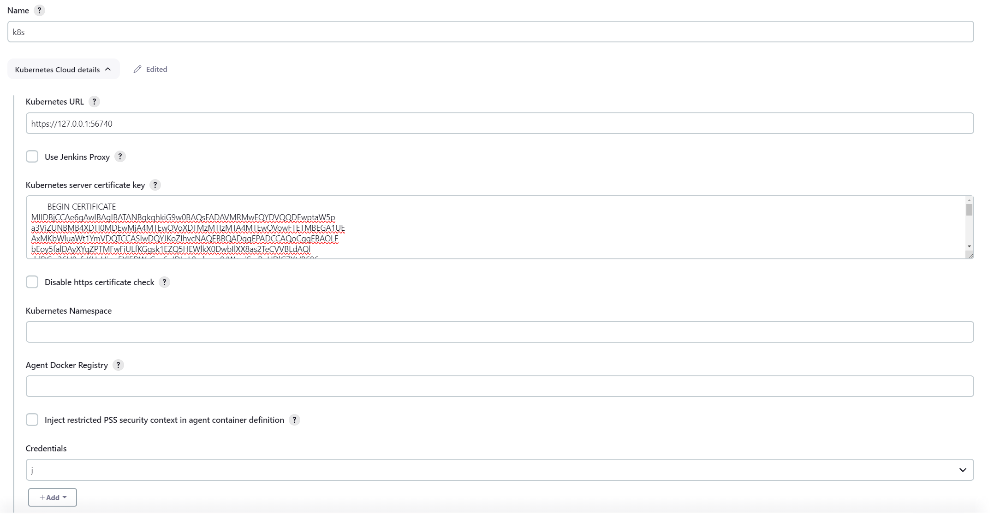 Name ?
k8s
Kubernetes Cloud details Edited
Kubernetes URL ?
https://127.0.0.1:56740
Use Jenkins Proxy ?
Kubernetes server certificate key ?
-----BEGIN CERTIFICATE-----
MIIDBjCCAe6gAwIBAgIBATANBgkqhkiG9w0BAQsFADAVMRMwEQYDVQQDEwptaW5p
a3ViZUNBMB4XDTI0MDEwMjA4MTEwOVoXDTMzMTIzMTA4MTEwOVowFTETMBEGA1UE
AxMKbWluaWt1YmVDQTCCASIwDQYJKoZIhvcNAQEBBQADggEPADCCAQoCggEBAOLF
bEoy5falDAyXYqZPTMFwFiULfKGgsk1EZQ5HEWlkX0DwbIlXX8as2TeCVVBLdAQl
Disable https certificate check ?
Kubernetes Namespace
Agent Docker Registry ?
Inject restricted PSS security context in agent container definition ?
Credentials
j
+ Add